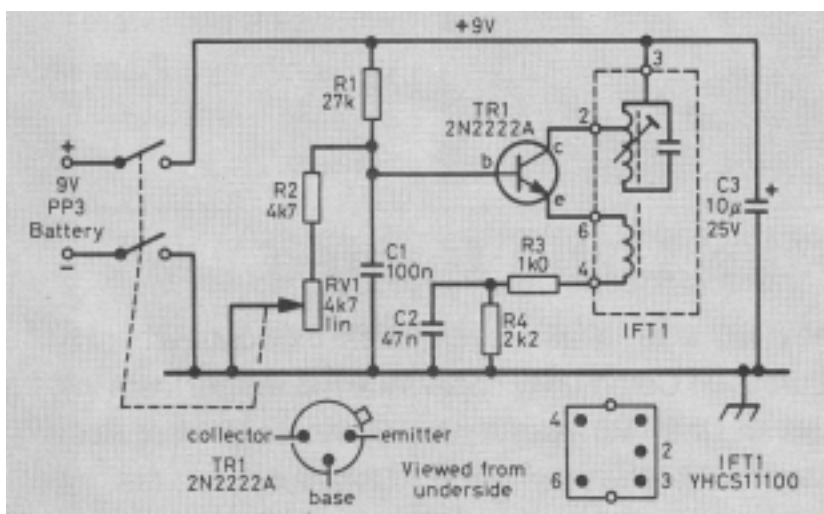 +9V
R1
27k
TR1
2N2222A
3
2
c
b
e
6
4
+
9V
PP3
Battery
−
R2
4k7
C1
100n
RV1
4k7
lin
R3
1k0
C2
47n
R4
2k2
IFT1
C3
10µ
25V
+
collector
emitter
base
TR1
2N2222A
Viewed from
underside
4
6
2
3
IFT1
YHCS11100